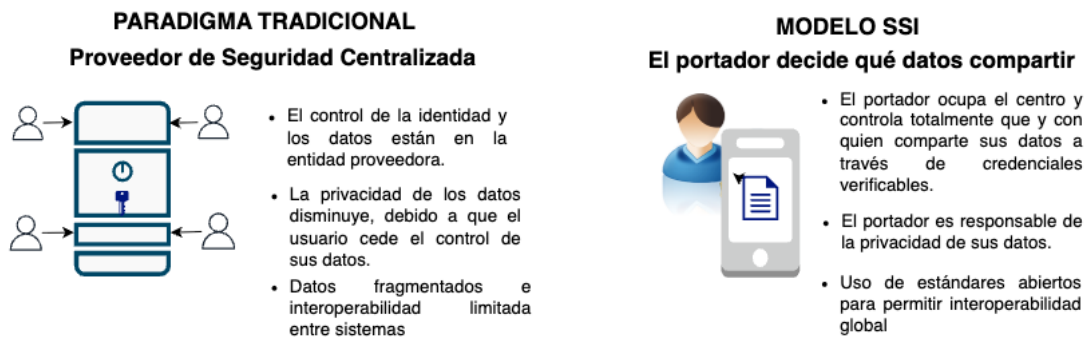 PARADIGMA TRADICIONAL
Proveedor de Seguridad Centralizada
• El control de la identidad y
los datos están en la
entidad proveedora.
• La privacidad de los datos
disminuye, debido a que el
usuario cede el control de
sus datos.
• Datos fragmentados e
interoperabilidad limitada
entre sistemas
MODELO SSI
El portador decide qué datos compartir
• El portador ocupa el centro y
controla totalmente que y con
quien comparte sus datos a
través de credenciales
verificables.
• El portador es responsable de
la privacidad de sus datos.
• Uso de estándares abiertos
para permitir interoperabilidad
global